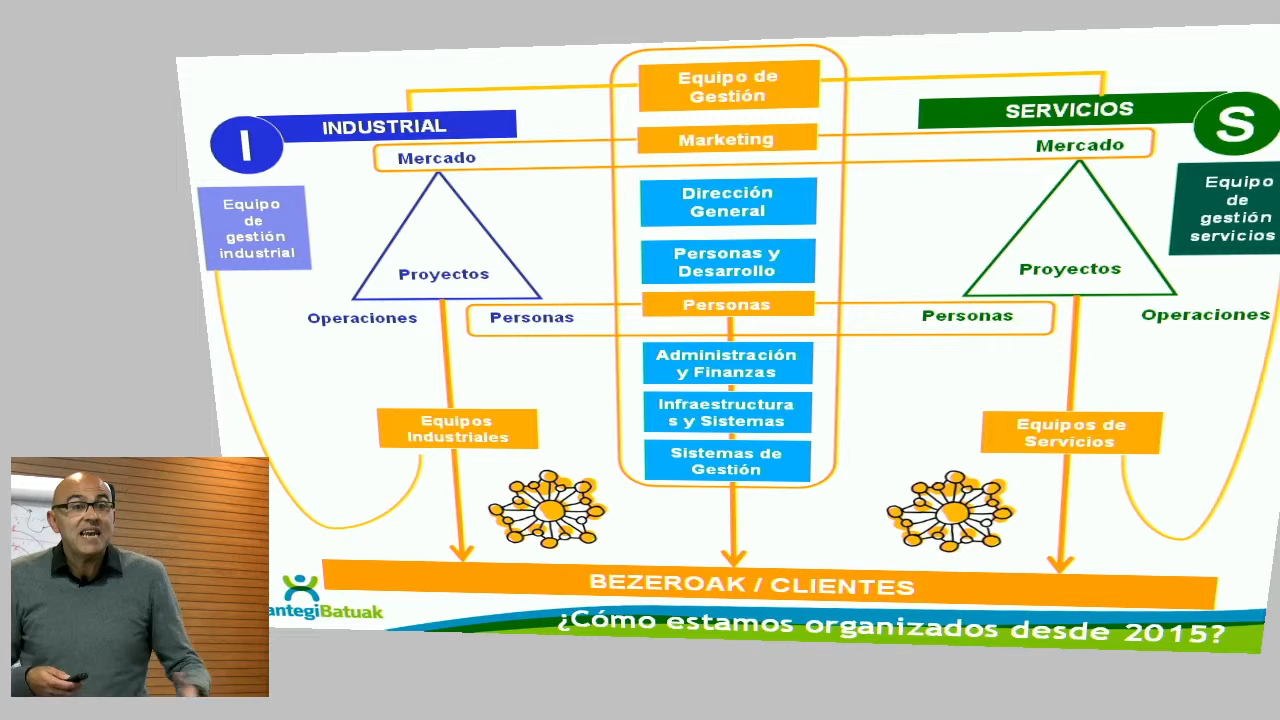 Equipo de
Gestión
INDUSTRIAL
I
SERVICIOS
S
Marketing
Mercado
Mercado
Equipo
de
gestión
industrial
Dirección
General
Equipo
de
gestión
servicios
Personas y
Desarrollo
Proyectos
Proyectos
Personas
Operaciones
Personas
Personas
Operaciones
Administración
y Finanzas
Infraestructura
s y Sistemas
Equipos
Industriales
Equipos de
Servicios
Sistemas de
Gestión
BEZEROAK / CLIENTES
antegiBatuak
¿Cómo estamos organizados desde 2015?